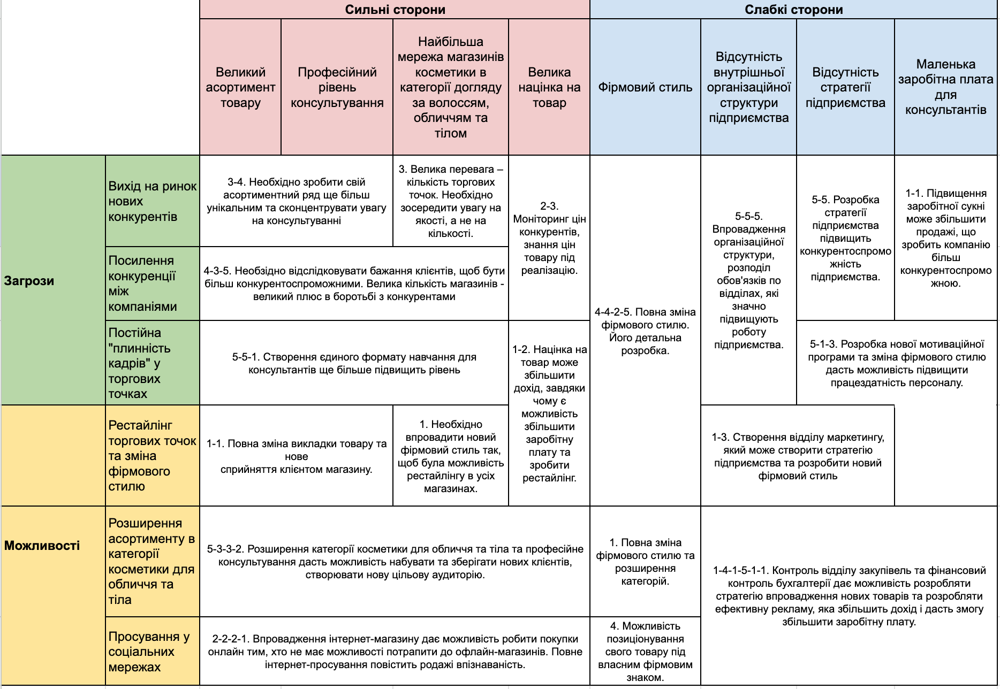 Сильні сторони
Слабкі сторони
Великий
асортимент
товару
Професійний
рівень
консультування
Найбільша
мережа магазинів
косметики в
категорії догляду
за волоссям,
обличчям та
тілом
Велика
націнка на
товар
Фірмовий стиль
Відсутність
внутрішньої
організаційної
структури
підприємства
Відсутність
стратегії
підприємства
Маленька
заробітна плата
для
консультантів
Загрози
Вихід на ринок
нових
конкурентів
3-4. Необхідно зробити свій
асортиментний ряд ще більш
унікальним та сконцентрувати увагу
на консультуванні
3. Велика перевага –
кількість торгових
точок. Необхідно
зосередити увагу на
якості, а не на
кількості.
2-3.
Моніторинг цін
конкурентів,
знання цін
товару під
реалізацію.
4-4-2-5. Повна зміна
фірмового стилю.
Його детальна
розробка.
5-5-5.
Впровадження
організаційної
структури,
розподіл
обов'язків по
відділах, які
значно
підвищують
роботу
підприємства.
5-5. Розробка
стратегії
підприємства
підвищить
конкурентоспромо
жність
підприємства.
1-1. Підвищення
заробітної сукні
може збільшити
продажі, що
зробить компанію
більш
конкурентоспромо
жною.
Посилення
конкуренції
між
компаніями
4-3-5. Необзідно відслідковувати бажання клієнтів, щоб бути
більш конкурентоспроможними. Велика кількість магазинів -
великий плюс в боротьбі з конкурентами
Постійна
"плинність
кадрів" у
торгових
точках
5-5-1. Створення єдиного формату навчання для
консультантів ще більше підвищить рівень
1-2. Націнка на
товар може
збільшити
дохід, завдяки
чому є
можливість
збільшити
заробітну
плату та
зробити
рестайлінг.
5-1-3. Розробка нової мотиваційної
програми та зміна фірмового стилю
дасть можливість підвищити
працездатність персоналу.
Рестайлінг
торгових точок
та зміна
фірмового
стилю
1-1. Повна зміна викладки товару та
нове
сприйняття клієнтом магазину.
1. Необхідно
впровадити новий
фірмовий стиль так,
щоб була можливість
рестайлінгу в усіх
магазинах.
1-3. Створення відділу маркетингу,
який може створити стратегію
підприємства та розробити новий
фірмовий стиль
Можливості
Розширення
асортименту в
категорії
косметики для
обличчя та
тіла
5-3-3-2. Розширення категорії косметики для обличчя та тіла та професійне
консультування дасть можливість набувати та зберігати нових клієнтів,
створювати нову цільову аудиторію.
1. Повна зміна
фірмового стилю та
розширення
категорій.
1-4-1-5-1-1. Контроль відділу закупівель та фінансовий
контроль бухгалтерії дає можливість розробляти
стратегію впровадження нових товарів та розробляти
ефективну рекламу, яка збільшить дохід і дасть змогу
збільшити заробітну плату.
Просування у
соціальних
мережах
2-2-2-1. Впровадження інтернет-магазину дає можливість робити покупки
онлайн тим, хто не має можливості потрапити до офлайн-магазинів. Повне
інтернет-просування повістить родажі впізнаваність.
4. Можливість
позиціонування
свого товару під
власним фірмовим
знаком.